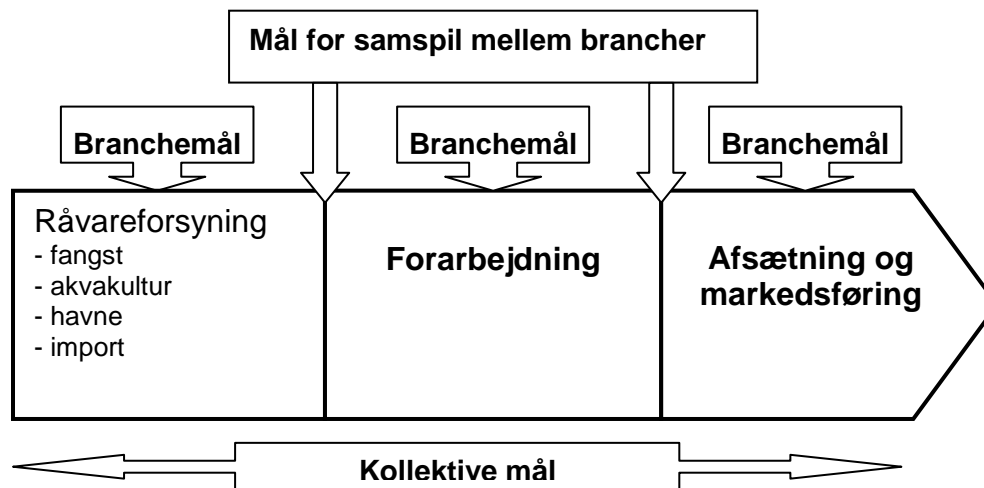 Mål for samspil mellem brancher
Branchemål
Branchemål
Branchemål
Råvareforsyning
- fangst
- akvakultur
- havne
- import
Forarbejdning
Afsætning og
markedsføring
Kollektive mål